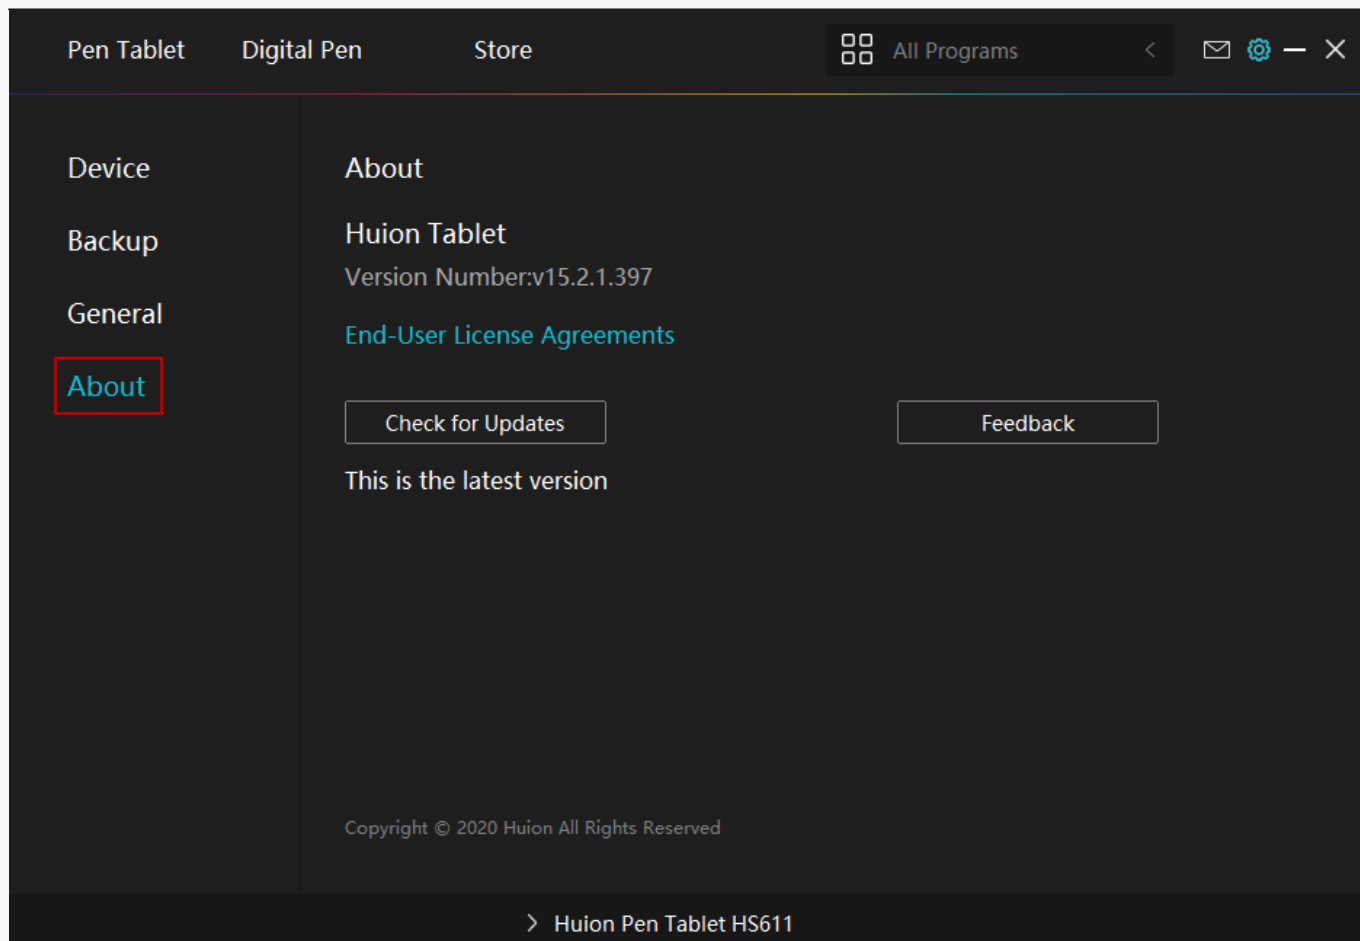 Pen Tablet Digital Pen Store All Programs
Device
Backup
General
About
About
Huion Tablet
Version Number:v15.2.1.397
End-User License Agreements
Check for Updates Feedback
This is the latest version
Copyright © 2020 Huion All Rights Reserved
Huion Pen Tablet HS611